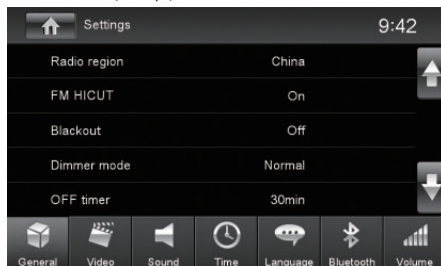 Settings 9:42
Radio region China
FM HICUT On
Blackout Off
Dimmer mode Normal
OFF timer 30min
General Video Sound Time Language Bluetooth Volume